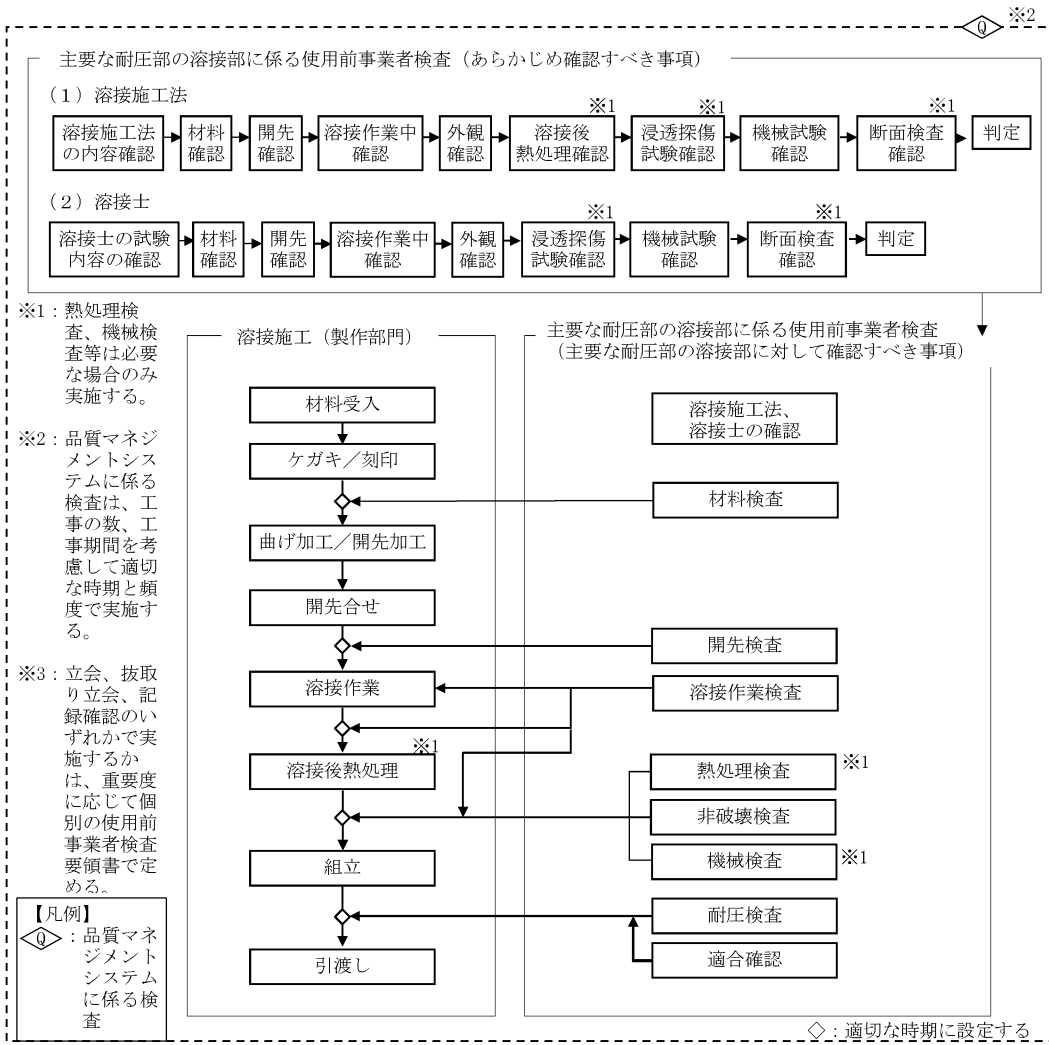 Q ※2
主要な耐圧部の溶接部に係る使用前事業者検査（あらかじめ確認すべき事項）
（１）溶接施工法
※1 ※1 ※1
溶接施工法
の内容確認
材料
確認
開先
確認
溶接作業中
確認
外観
確認
溶接後
熱処理確認
浸透探傷
試験確認
機械試験
確認
断面検査
確認
判定
（２）溶接士
※1 ※1
溶接士の試験
内容の確認
材料
確認
開先
確認
溶接作業中
確認
外観
確認
浸透探傷
試験確認
機械試験
確認
断面検査
確認
判定
※1：熱処理検
査、機械検
査等は必要
な場合のみ
実施する。
※2：品質マネジ
メントシス
テムに係る
検査は、工
事の数、工
事期間を考
慮して適切
な時期と頻
度で実施す
る。
※3：立会、抜取
り立会、記
録確認のい
ずれかで実
施するか
は、重要度
に応じて個
別の使用前
事業者検査
要領書で定
める。
【凡例】
Q：品質マネ
ジメント
システム
に係る検
査
溶接施工（製作部門）
材料受入
ケガキ／刻印
曲げ加工／開先加工
開先合せ
溶接作業
※1
溶接後熱処理
組立
引渡し
主要な耐圧部の溶接部に係る使用前事業者検査
（主要な耐圧部の溶接部に対して確認すべき事項）
溶接施工法、
溶接士の確認
材料検査
開先検査
溶接作業検査
熱処理検査 ※1
非破壊検査
機械検査 ※1
耐圧検査
適合確認
◇：適切な時期に設定する